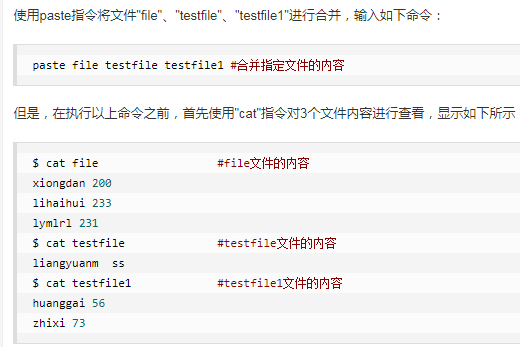 使用paste指令将文件"file"、"testfile"、"testfile1"进行合并，输入如下命令：
paste file testfile testfile1 #合并指定文件的内容
但是，在执行以上命令之前，首先使用"cat"指令对3个文件内容进行查看，显示如下所示
$ cat file                  #file文件的内容
xiongdan 200
lihaihui 233
lymlrl 231
$ cat testfile              #testfile文件的内容
liangyuanm  ss
$ cat testfile1             #testfile1文件的内容
huanggai 56
zhixi 73